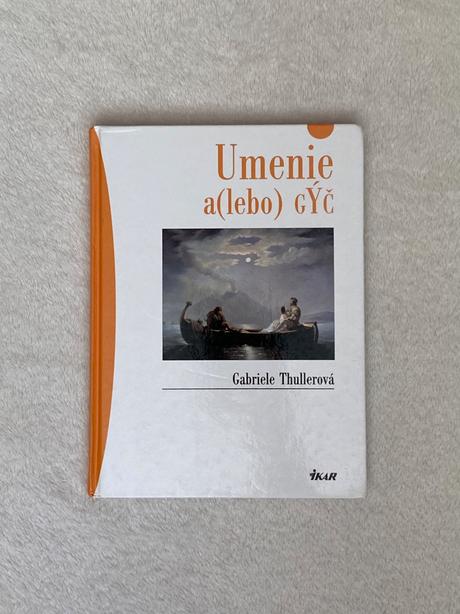 Umenie
a(lebo) GÝČ
Gabriele Thullerová
iKAR